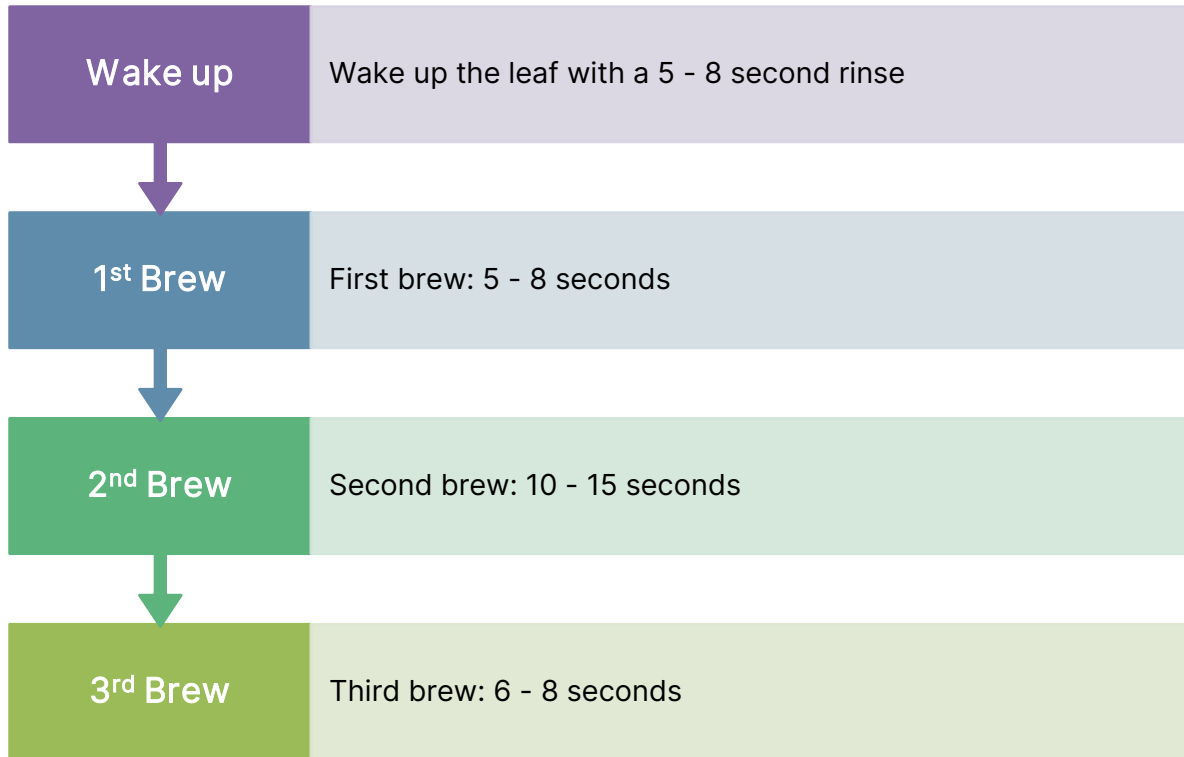 Wake up
Wake up the leaf with a 5 - 8 second rinse
1st Brew
First brew: 5 - 8 seconds
2nd Brew
Second brew: 10 - 15 seconds
3rd Brew
Third brew: 6 - 8 seconds